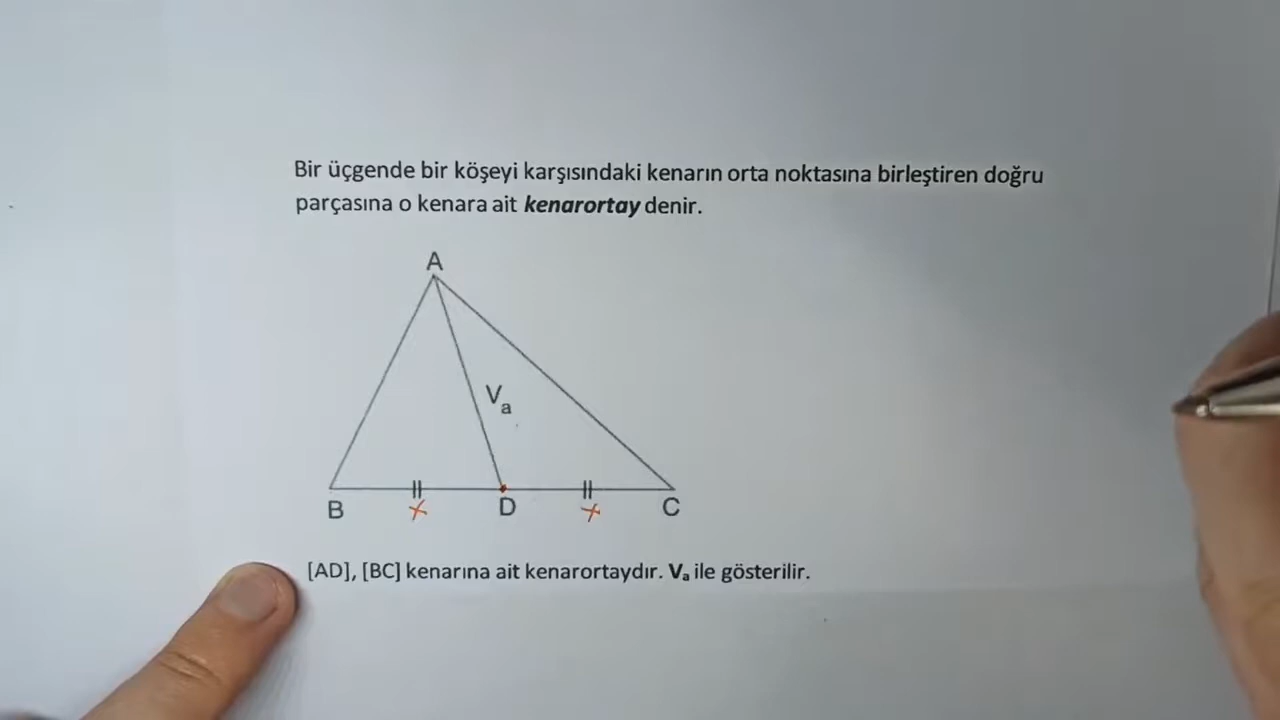 Bir üçgende bir köşeyi karşısındaki kenarın orta noktasına birleştiren doğru
parçasına o kenara ait kenarortay denir.
A
Va
B D C
x x
[AD], [BC] kenarına ait kenarortaydır. Va ile gösterilir.